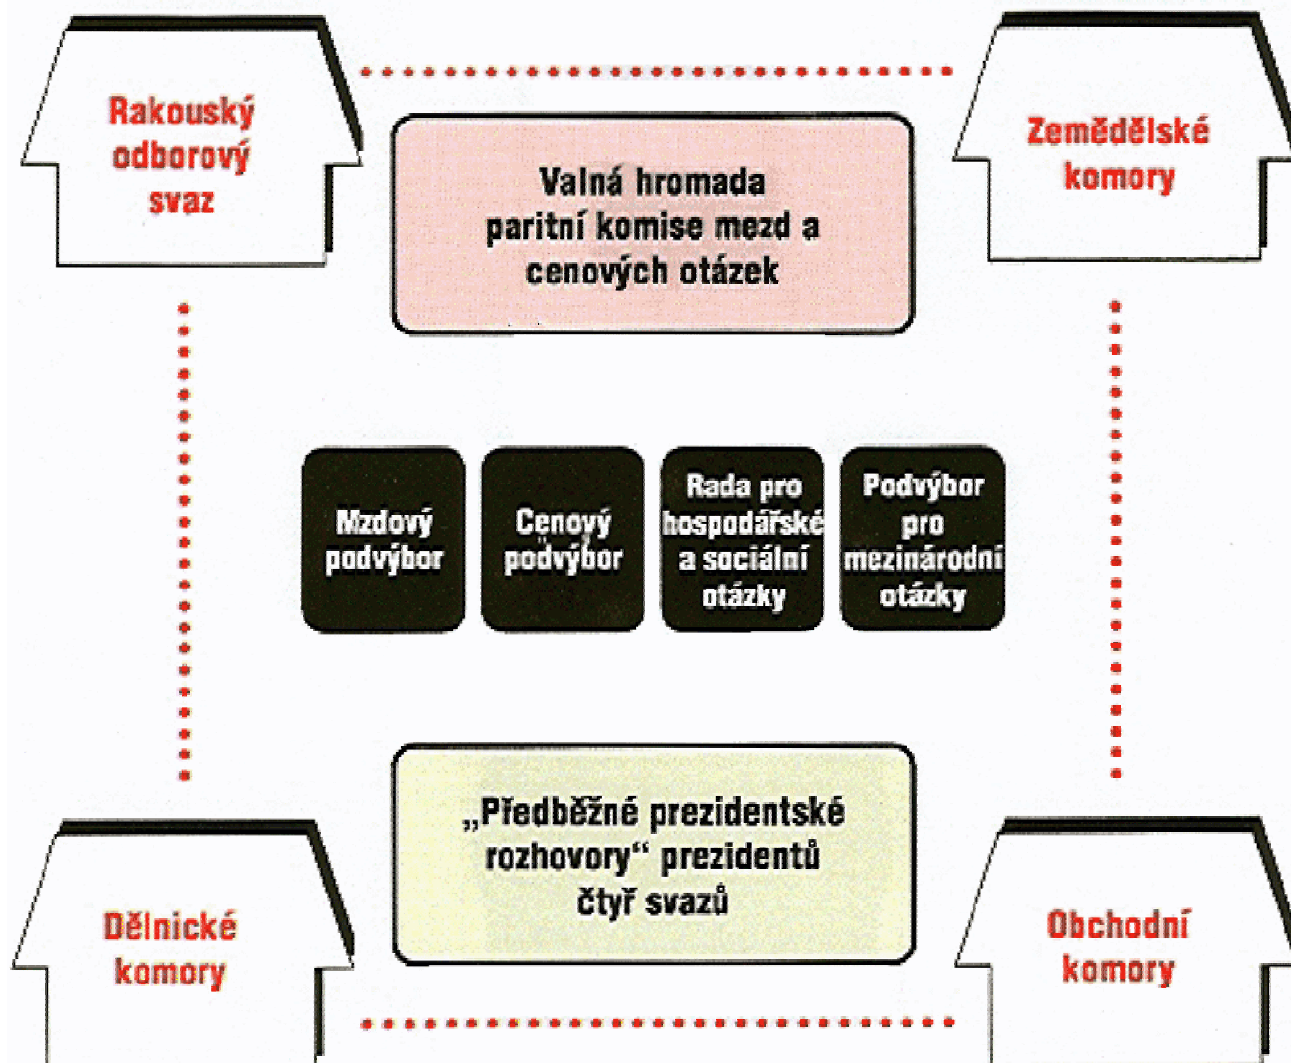 Rakouský
odborový
svaz
Zemědělské
komory
Valná hromada
paritní komise mezd a
cenových otázek
Mzdový
podvýbor
Cenový
podvýbor
Rada pro
hospodářské
a sociální
otázky
Podvýbor
pro
mezinárodní
otázky
„Předběžné prezidentské
rozhovory“ prezidentů
čtyř svazů
Dělnické
komory
Obchodní
komory